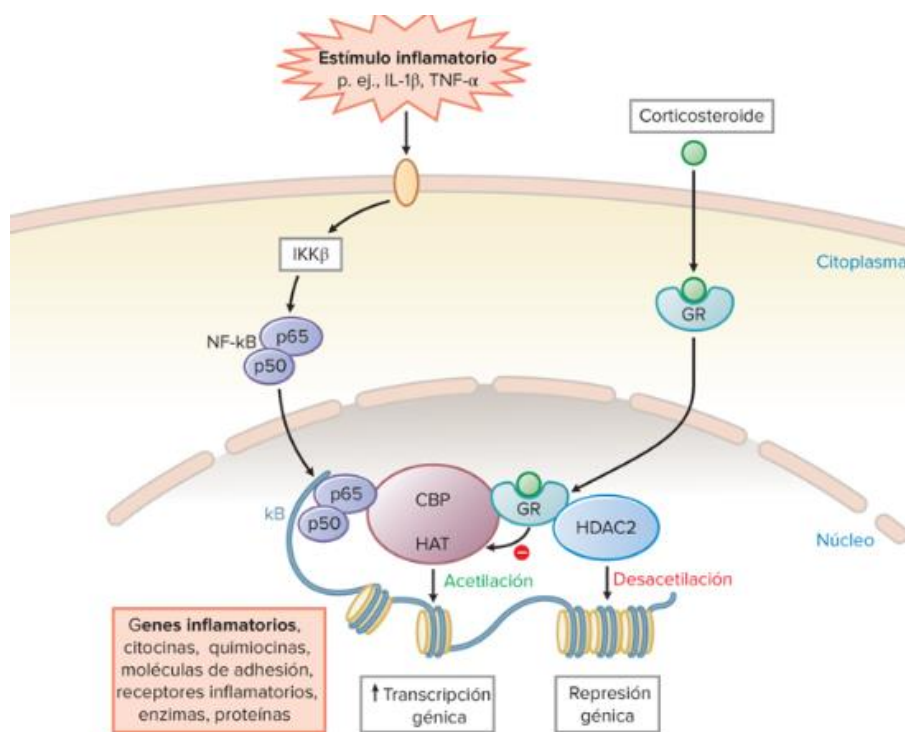 Estímulo inflamatorio
p. ej., IL-1β, TNF-α
Corticosteroide
IKKβ
Citoplasma
GR
NF-kB
p65
p50
kB
p65
p50
CBP
HAT
GR
HDAC2
Núcleo
Acetilación
Desacetilación
Genes inflamatorios,
citocinas, quimiocinas,
moléculas de adhesión,
receptores inflamatorios,
enzimas, proteínas
↑ Transcripción
génica
Represión
génica